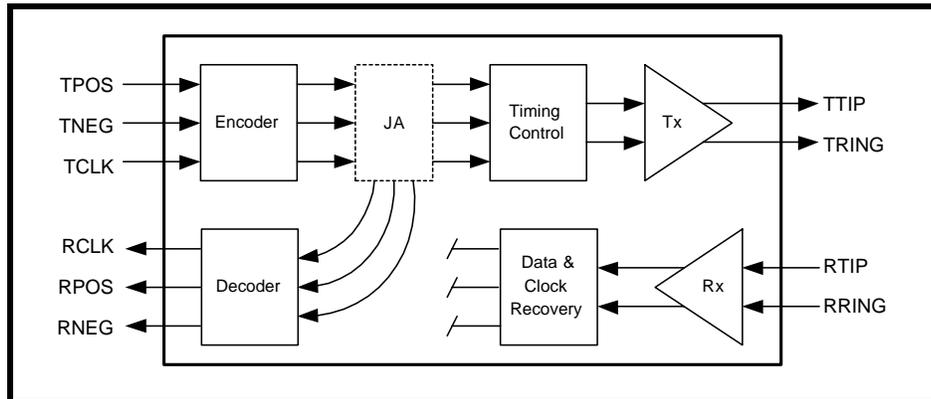 TPOS
TNEG
TCLK
Encoder
JA
Timing
Control
Tx
TTIP
TRING
RCLK
RPOS
RNEG
Decoder
Data &
Clock
Recovery
Rx
RTIP
RRING